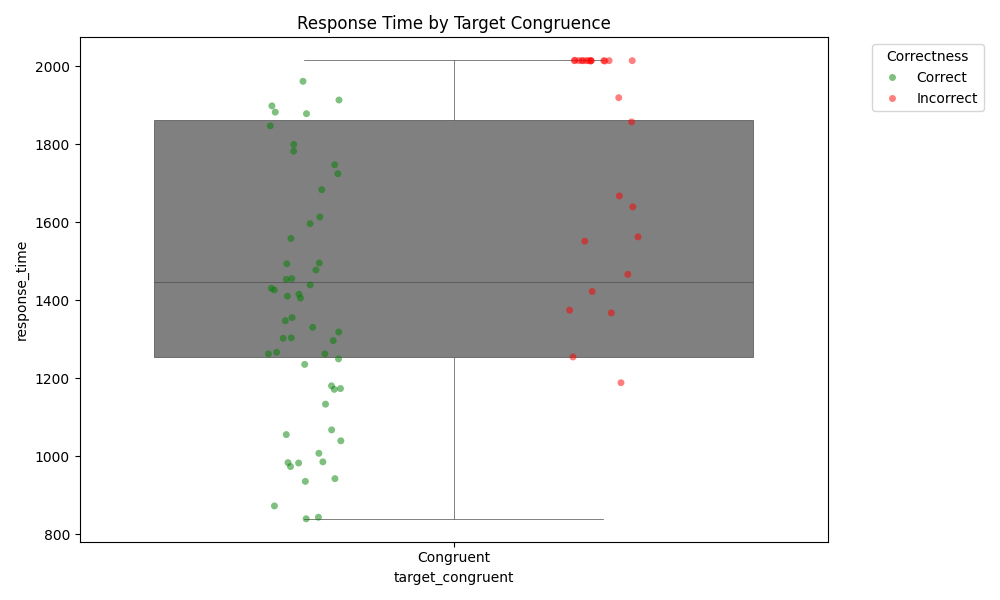 Response Time by Target Congruence
Correctness
Correct
Incorrect
response_time
2000
1800
1600
1400
1200
1000
800
Congruent
target_congruent